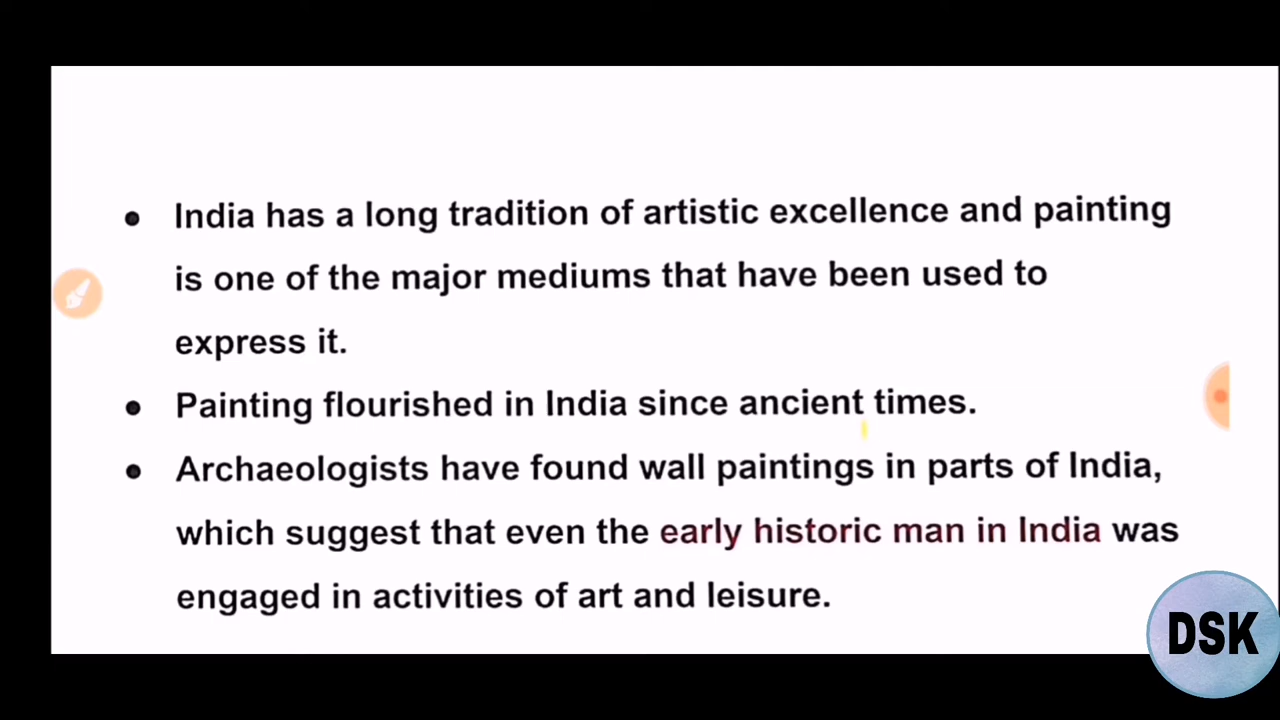 India has a long tradition of artistic excellence and painting
is one of the major mediums that have been used to
express it.
Painting flourished in India since ancient times.
Archaeologists have found wall paintings in parts of India,
which suggest that even the early historic man in India was
engaged in activities of art and leisure.
DSK